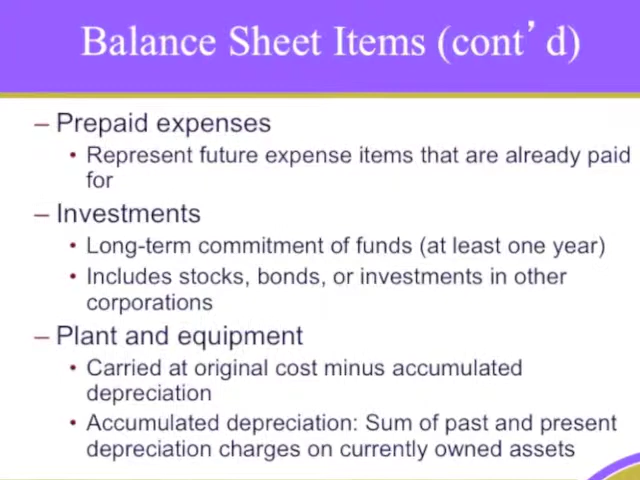 Balance Sheet Items (cont’d)
– Prepaid expenses
• Represent future expense items that are already paid
for
– Investments
• Long-term commitment of funds (at least one year)
• Includes stocks, bonds, or investments in other
corporations
– Plant and equipment
• Carried at original cost minus accumulated
depreciation
• Accumulated depreciation: Sum of past and present
depreciation charges on currently owned assets